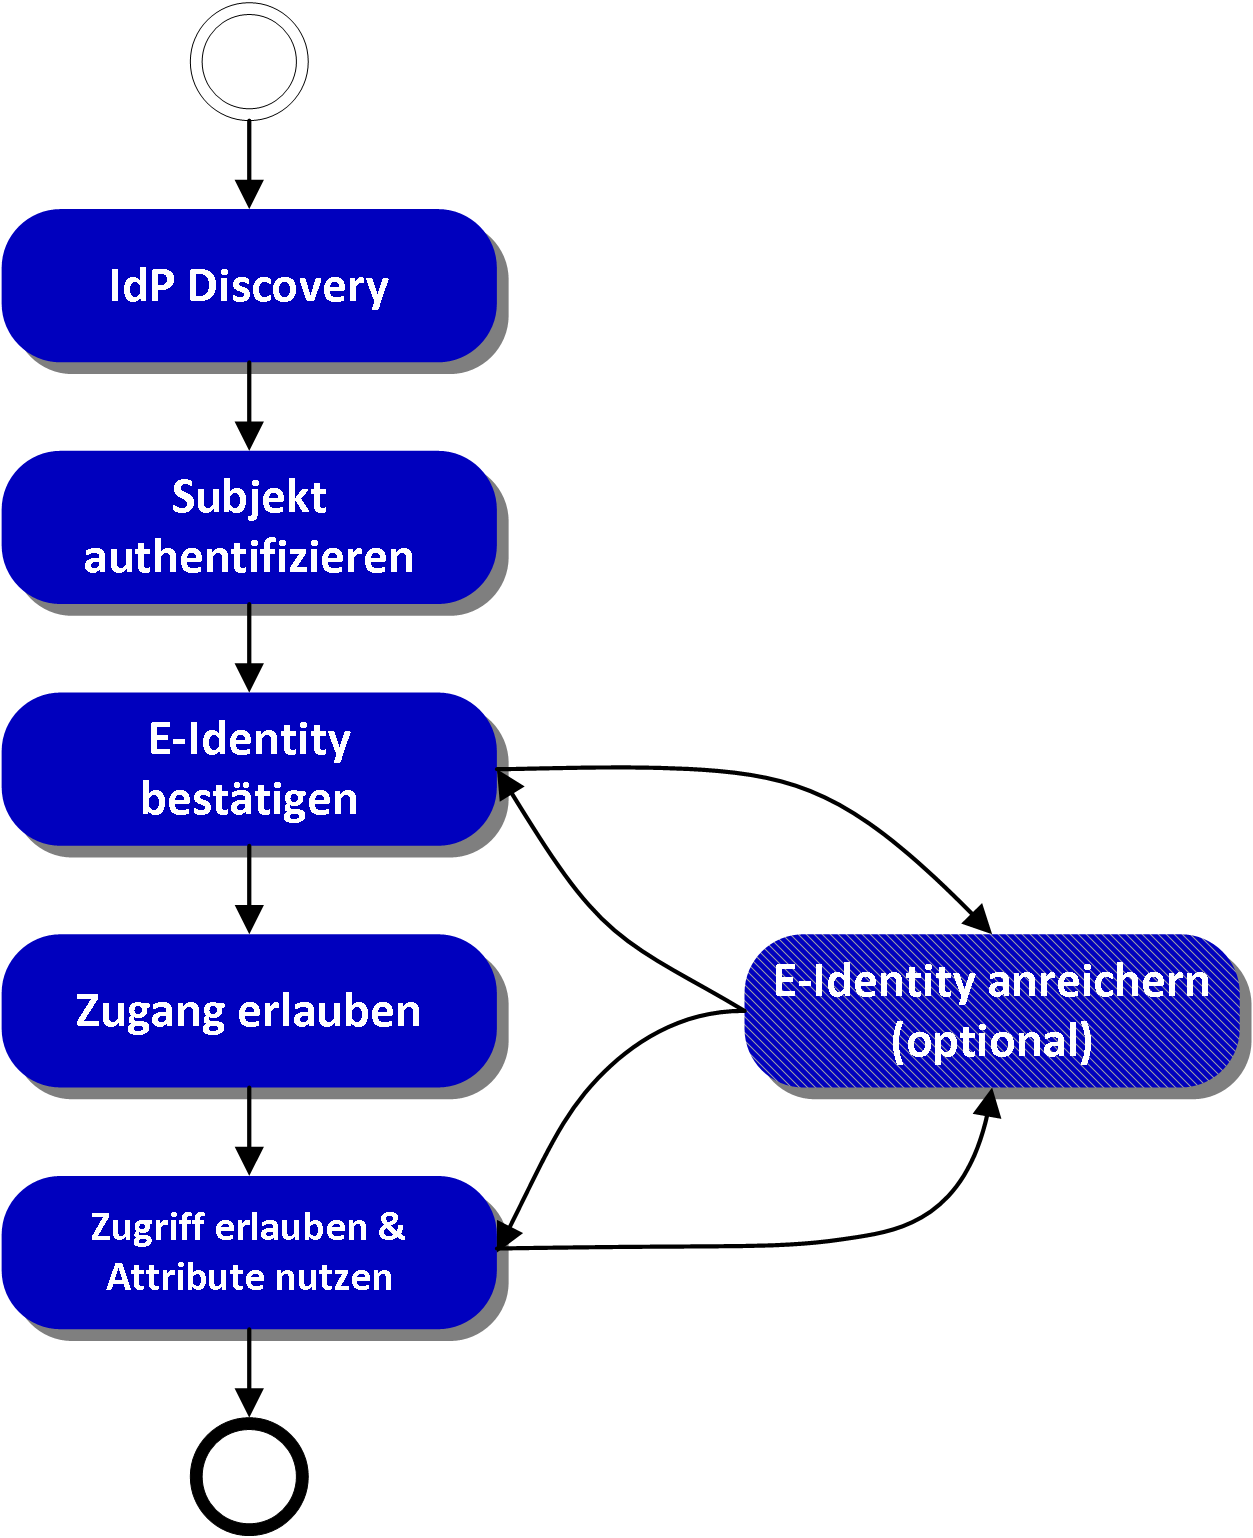 IdP Discovery
Subjekt
authentifizieren
E-Identity
bestätigen
Zugang erlauben
E-Identity anreichern
(optional)
Zugriff erlauben &
Attribute nutzen